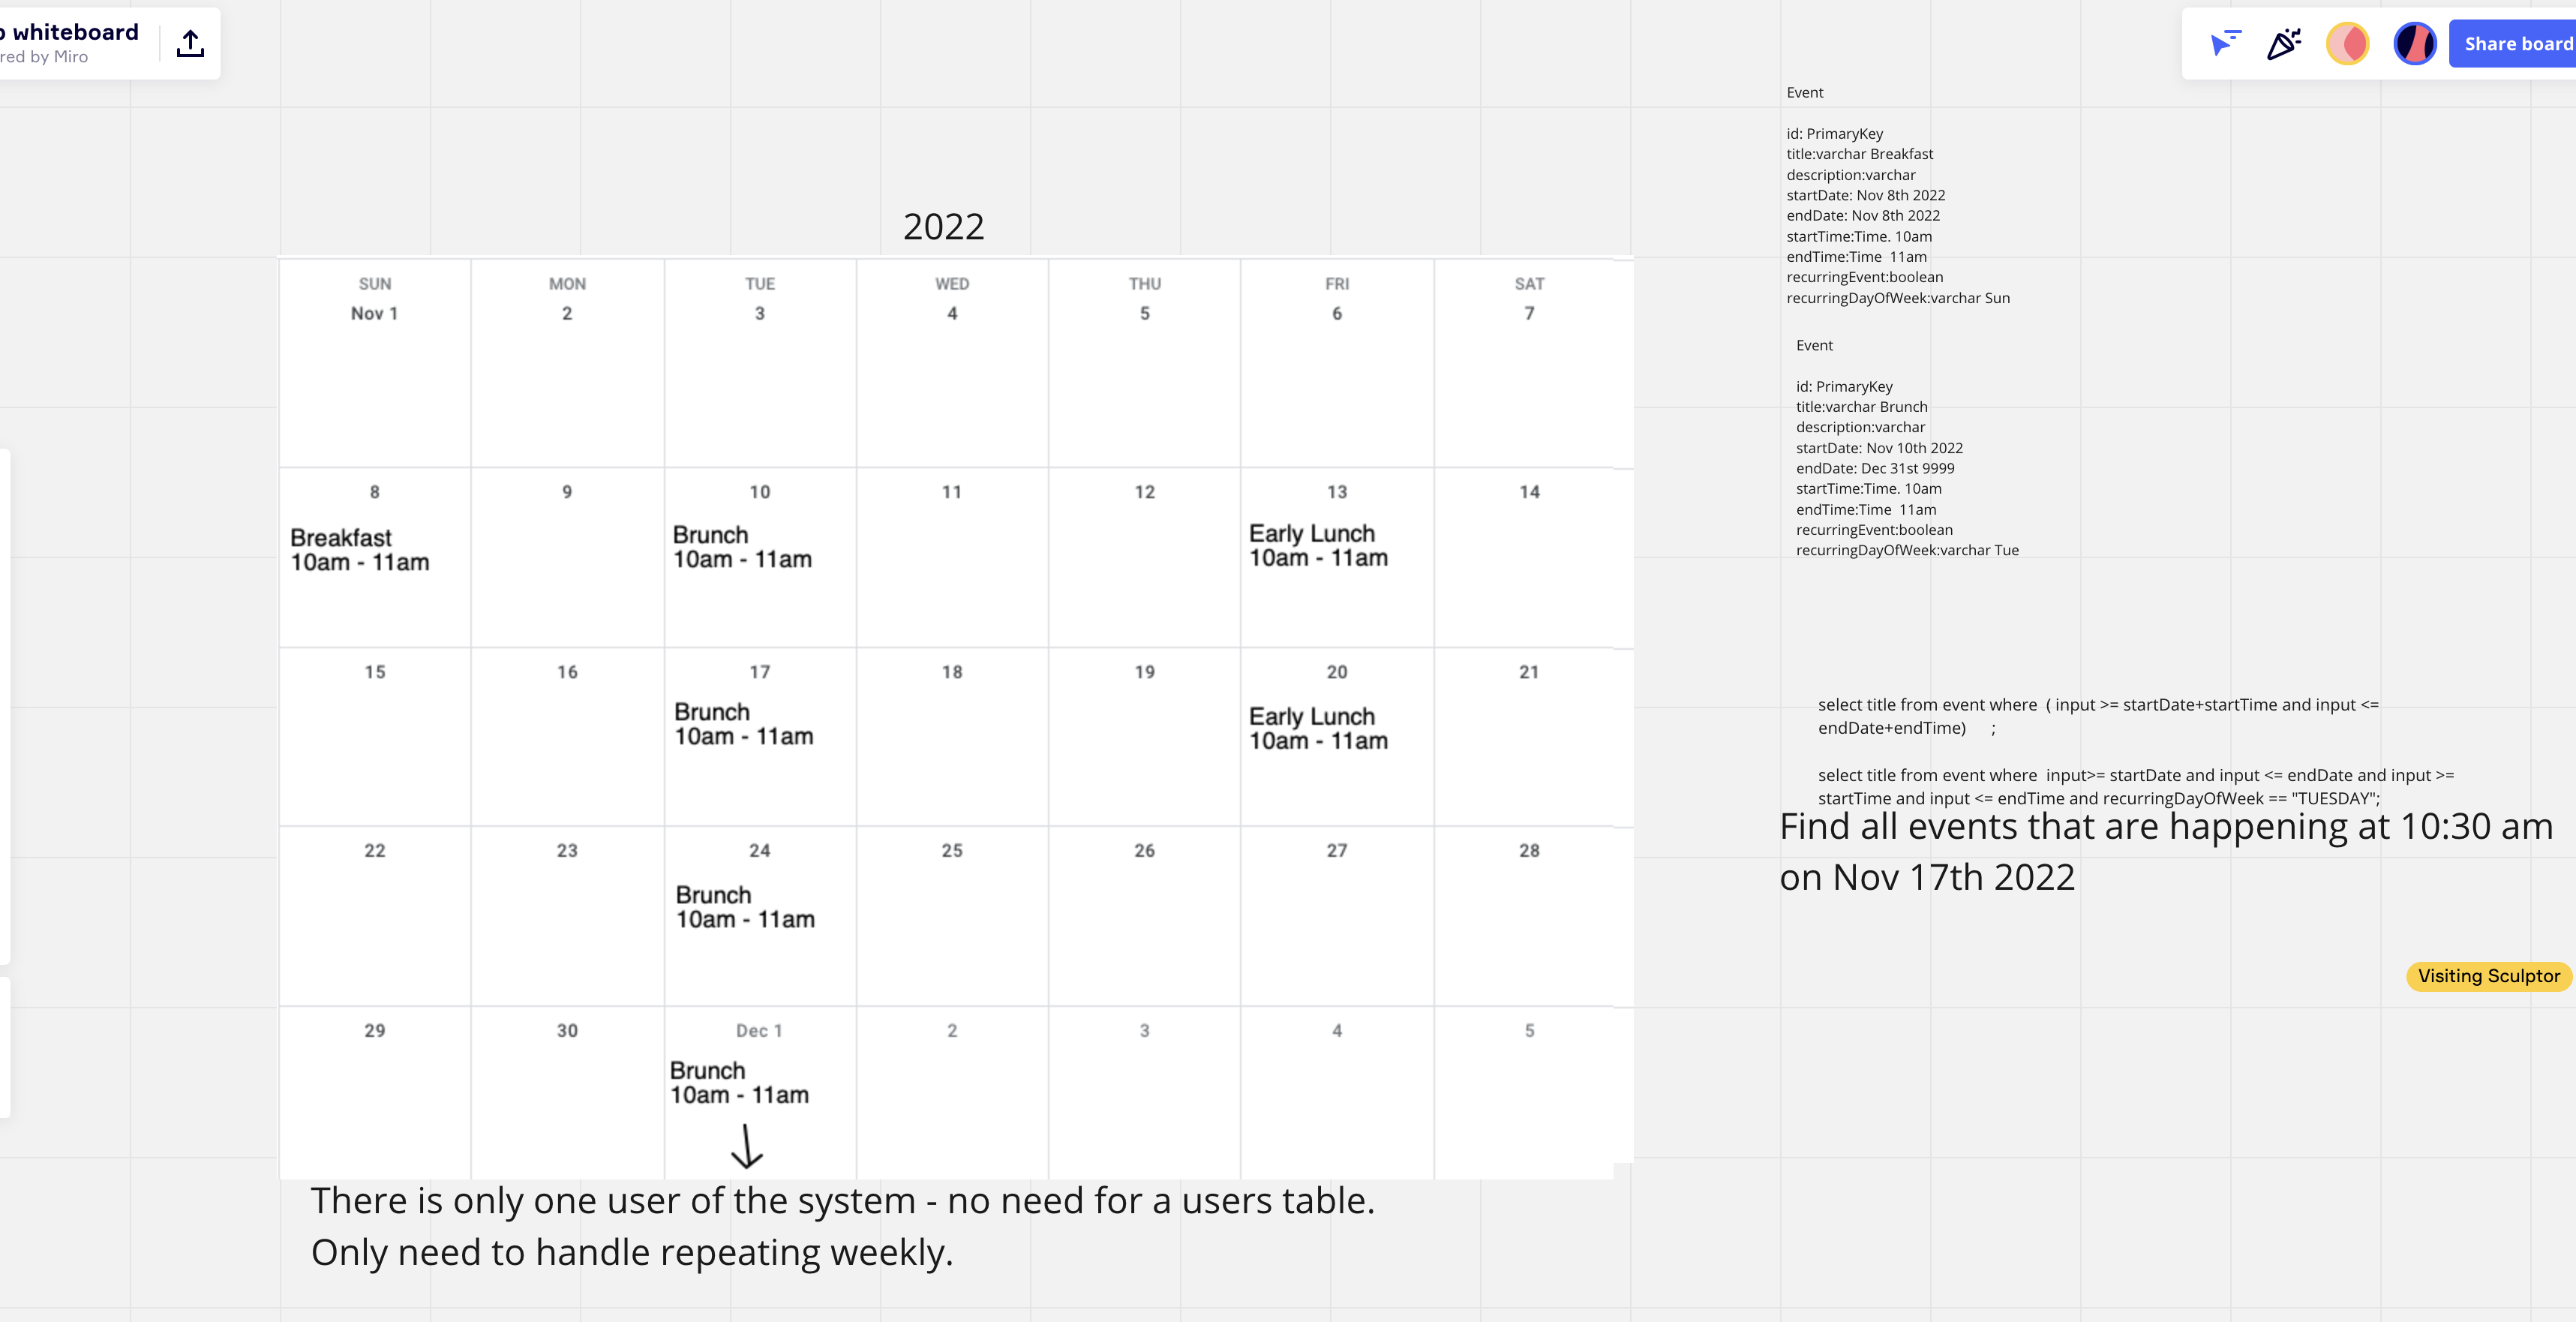 whiteboard
red by Miro
Share board
2022
SUN MON TUE WED THU FRI SAT
Nov 1 2 3 4 5 6 7
8 9 10 11 12 13 14
Breakfast
10am - 11am
Brunch
10am - 11am
Early Lunch
10am - 11am
15 16 17 18 19 20 21
Brunch
10am - 11am
Early Lunch
10am - 11am
22 23 24 25 26 27 28
Brunch
10am - 11am
29 30 Dec 1 2 3 4 5
Brunch
10am - 11am
There is only one user of the system - no need for a users table.
Only need to handle repeating weekly.
Event
id: PrimaryKey
title:varchar Breakfast
description:varchar
startDate: Nov 8th 2022
endDate: Nov 8th 2022
startTime:Time. 10am
endTime:Time  11am
recurringEvent:boolean
recurringDayOfWeek:varchar Sun
Event
id: PrimaryKey
title:varchar Brunch
description:varchar
startDate: Nov 10th 2022
endDate: Dec 31st 9999
startTime:Time. 10am
endTime:Time  11am
recurringEvent:boolean
recurringDayOfWeek:varchar Tue
select title from event where  ( input >= startDate+startTime and input <=
endDate+endTime)     ;
select title from event where  input>= startDate and input <= endDate and input >=
startTime and input <= endTime and recurringDayOfWeek == "TUESDAY";
Find all events that are happening at 10:30 am
on Nov 17th 2022
Visiting Sculptor